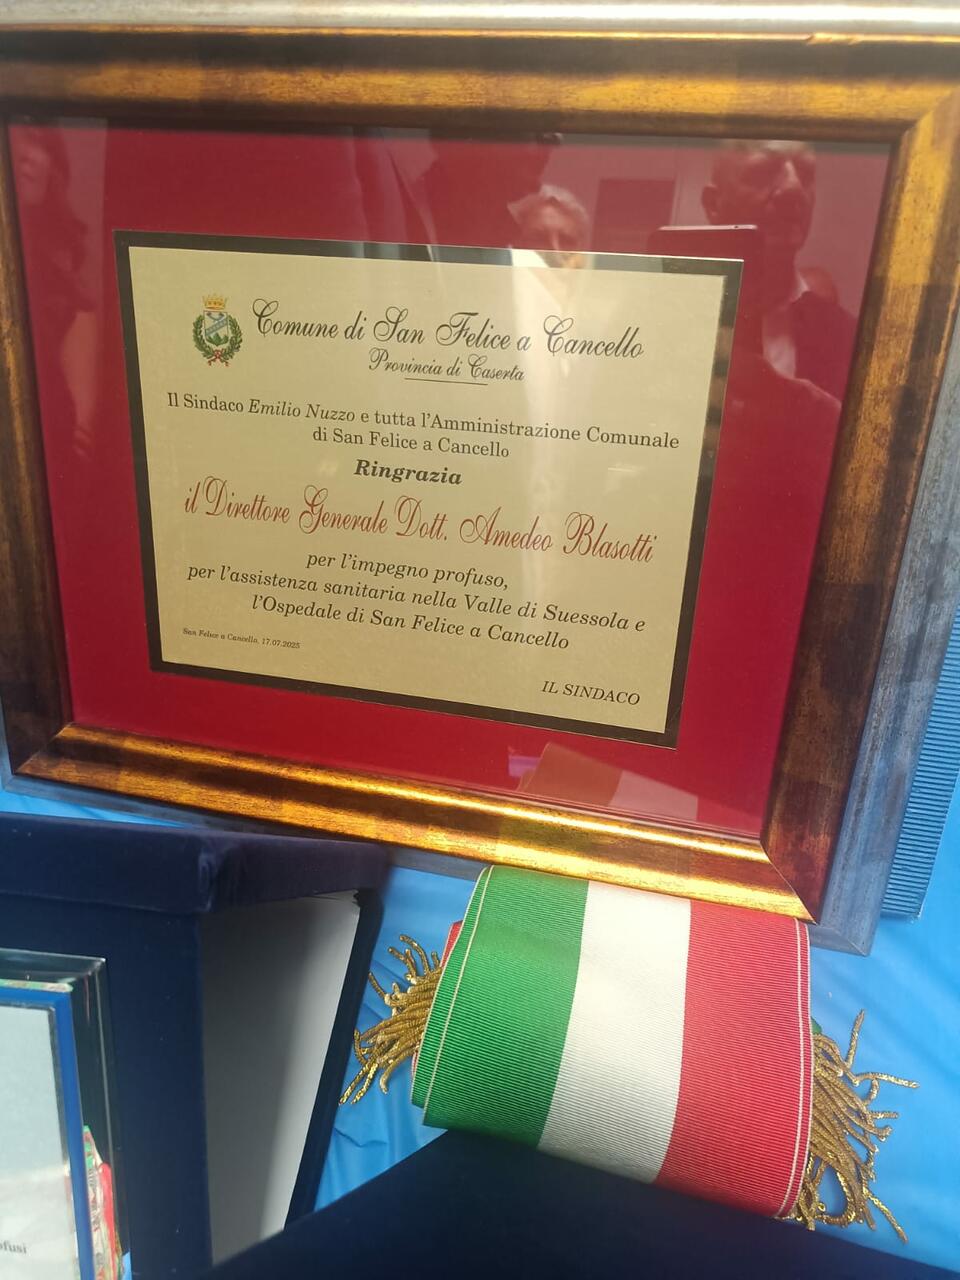 Comune di San Felice a Cancello
Provincia di Caserta
Il Sindaco Emilio Nuzzo e tutta l'Amministrazione Comunale
di San Felice a Cancello
Ringrazia
il Direttore Generale Dott. Amedeo Blasotti
per l'impegno profuso,
per l'assistenza sanitaria nella Valle di Suessola e
l'Ospedale di San Felice a Cancello
San Felice a Cancello, 17.07.2025
IL SINDACO